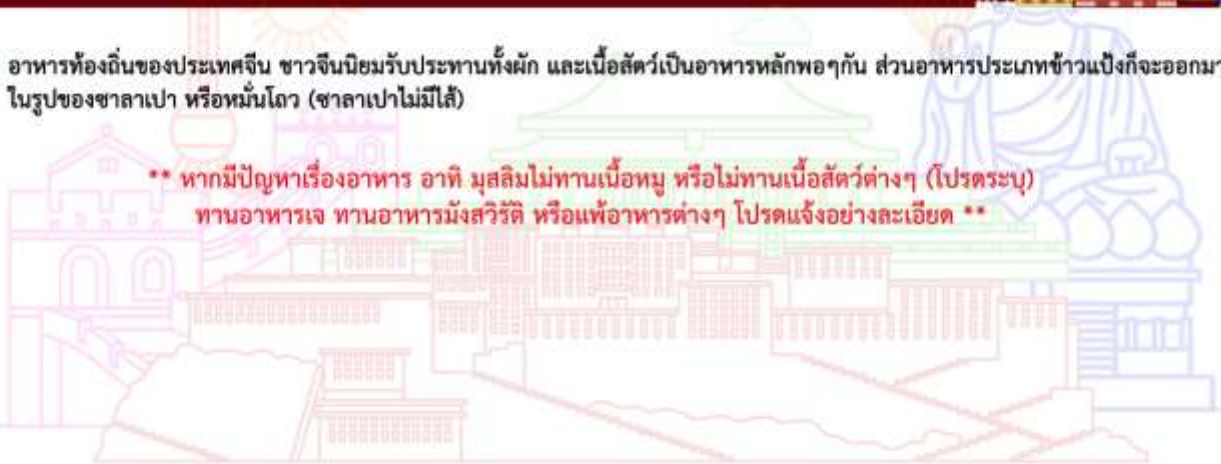 อาหารท้องถิ่นของประเทศจีน ชาวจีนนิยมรับประทานทั้งผัก และเนื้อสัตว์เป็นอาหารหลักพอๆกัน ส่วนอาหารประเภทข้าวแป้งก็จะออกมา
ในรูปของซาลาเปา หรือหมั่นโถว (ซาลาเปาไม่มีไส้)
** หากมีปัญหาเรื่องอาหาร อาทิ มุสลิมไม่ทานเนื้อหมู หรือไม่ทานเนื้อสัตว์ต่างๆ (โปรดระบุ)
ทานอาหารเจ ทานอาหารมังสวิรัติ หรือแพ้อาหารต่างๆ โปรดแจ้งอย่างละเอียด **